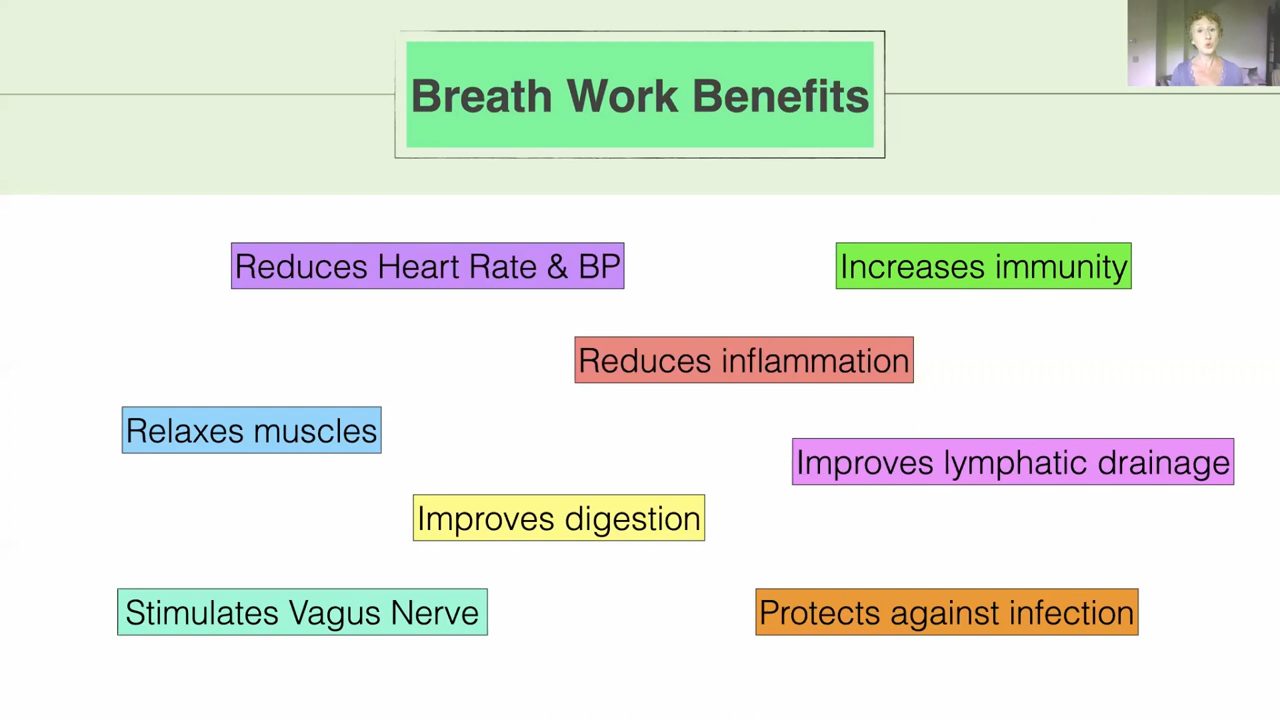 Breath Work Benefits
Reduces Heart Rate & BP
Increases immunity
Reduces inflammation
Relaxes muscles
Improves lymphatic drainage
Improves digestion
Stimulates Vagus Nerve
Protects against infection